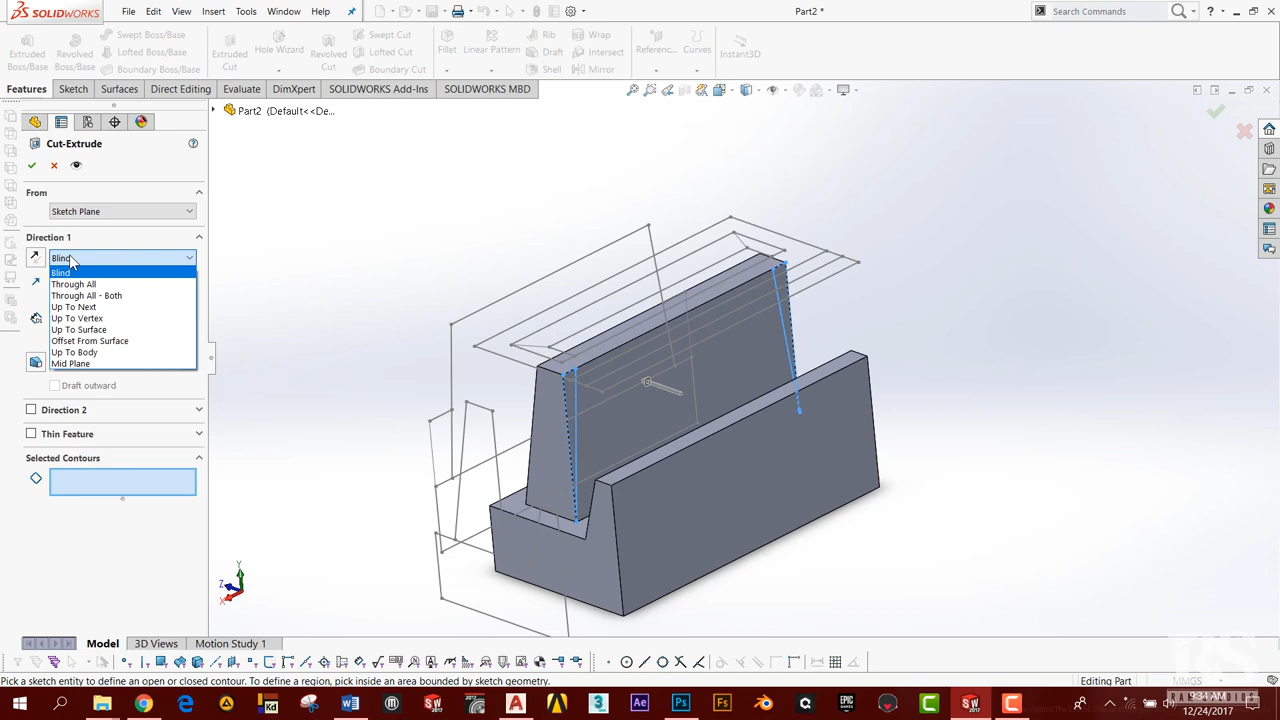 SOLIDWORKS File Edit View Insert Tools Window Help Part2 * Search Commands
Extruded Boss/Base Revolved Boss/Base Swept Boss/Base Lofted Boss/Base Boundary Boss/Base Extruded Cut Hole Wizard Revolved Cut Swept Cut Lofted Cut Boundary Cut Fillet Linear Pattern Rib Draft Shell Wrap Intersect Mirror Referenc... Curves Instant3D
Features Sketch Surfaces Direct Editing Evaluate DimXpert SOLIDWORKS Add-Ins SOLIDWORKS MBD
Part2 (Default<<De...
Cut-Extrude
From
Sketch Plane
Direction 1
Blind
Blind
Through All
Through All - Both
Up To Next
Up To Vertex
Up To Surface
Offset From Surface
Up To Body
Mid Plane
Draft outward
Direction 2
Thin Feature
Selected Contours
Y
Z
X
Model 3D Views Motion Study 1
Pick a sketch entity to define an open or closed contour. To define a region, pick inside an area bounded by sketch geometry. Editing Part MMGS
9:34 AM
12/24/2017